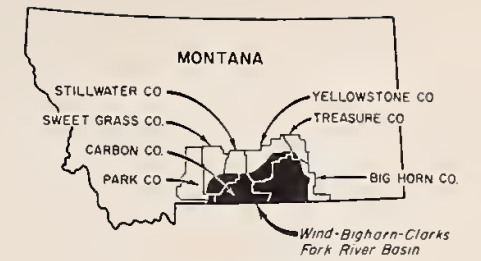 MONTANA
STILLWATER CO
SWEET GRASS CO.
CARBON CO.
PARK CO
YELLOWSTONE CO
TREASURE CO
BIG HORN CO.
Wind-Bighorn-Clarks
Fork River Basin